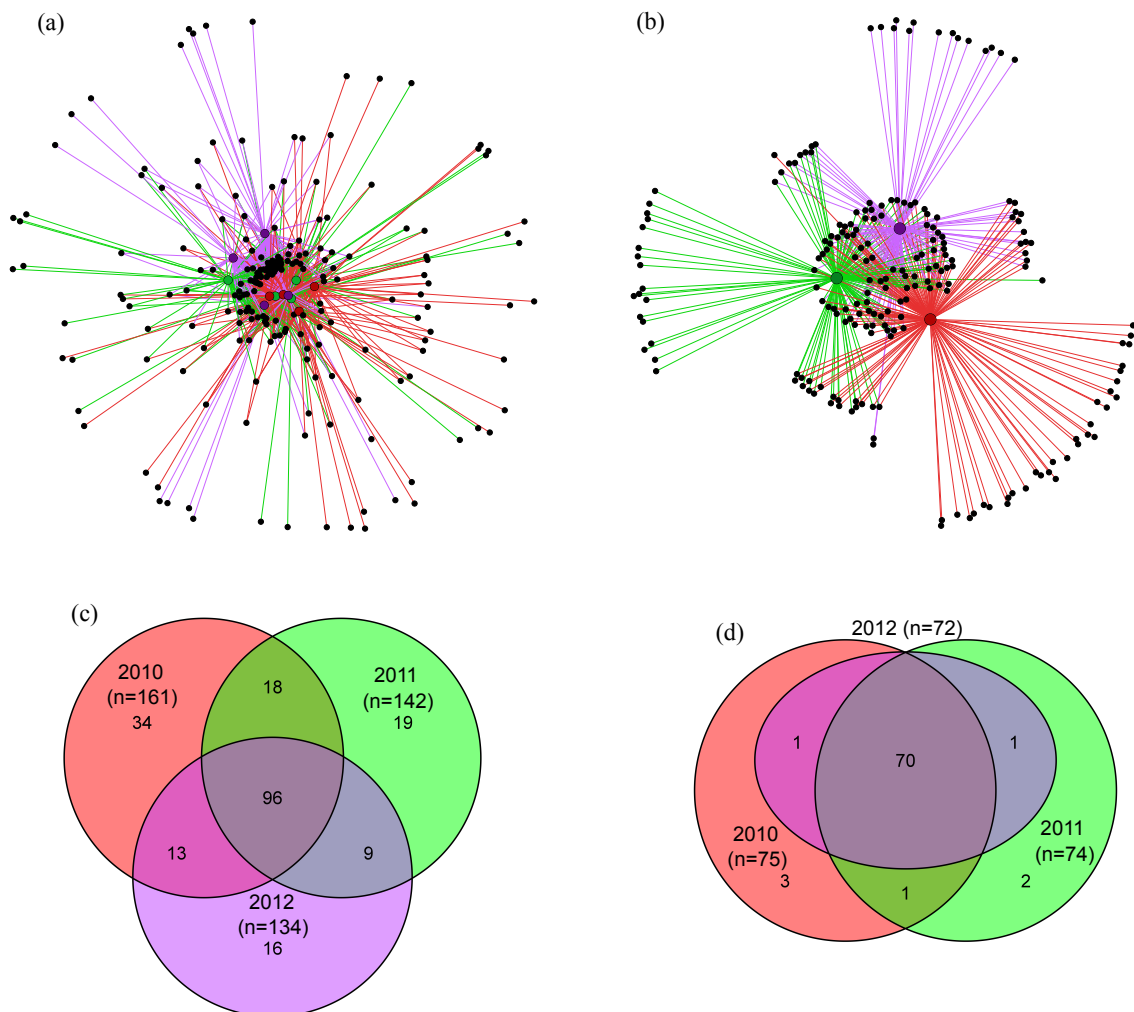 (a)
(b)
(c)
2010
(n=161)
34
18
2011
(n=142)
19
96
13
9
2012
(n=134)
16
(d)
2012 (n=72)
1
70
1
2010
(n=75)
3
1
2011
(n=74)
2